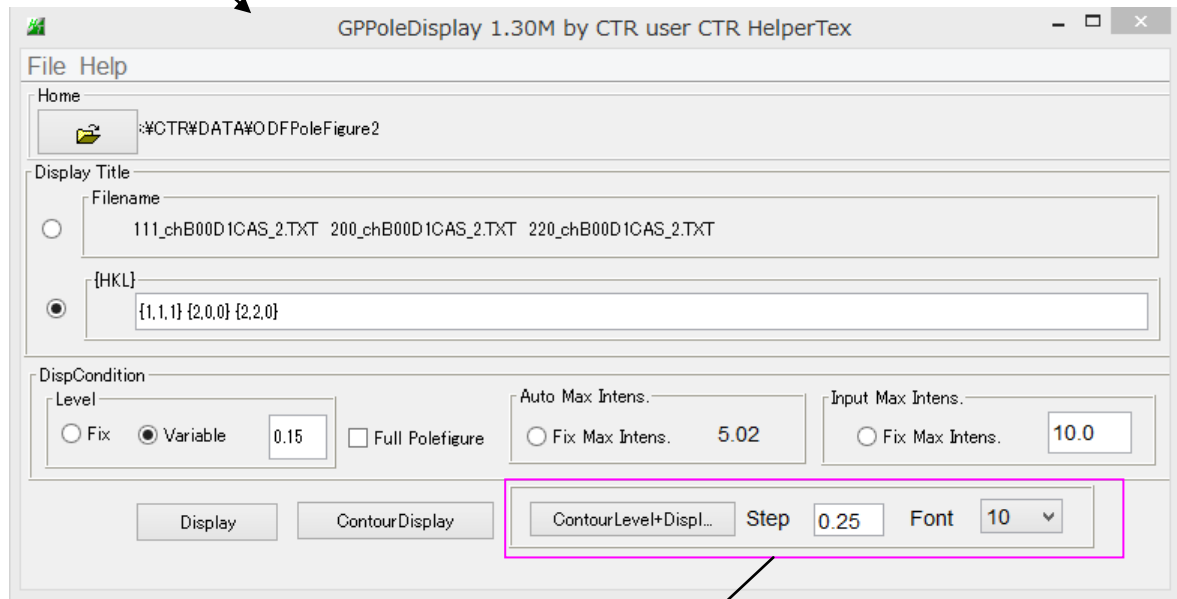 GPPoleDisplay 1.30M by CTR user CTR HelperTex
File Help
Home
:¥CTR¥DATA¥ODFPoleFigure2
Display Title
Filename
111_chB00D1CAS_2.TXT 200_chB00D1CAS_2.TXT 220_chB00D1CAS_2.TXT
{HKL}
{1,1,1} {2,0,0} {2,2,0}
DispCondition
Level
Auto Max Intens.
Input Max Intens.
Fix Variable 0.15 Full Polefigure Fix Max Intens. 5.02 Fix Max Intens. 10.0
Display ContourDisplay ContourLevel+Displ... Step 0.25 Font 10